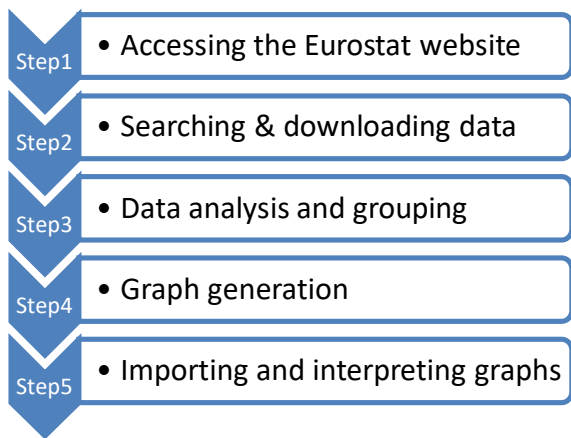 Step1
• Accessing the Eurostat website
Step2
• Searching & downloading data
Step3
• Data analysis and grouping
Step4
• Graph generation
Step5
• Importing and interpreting graphs